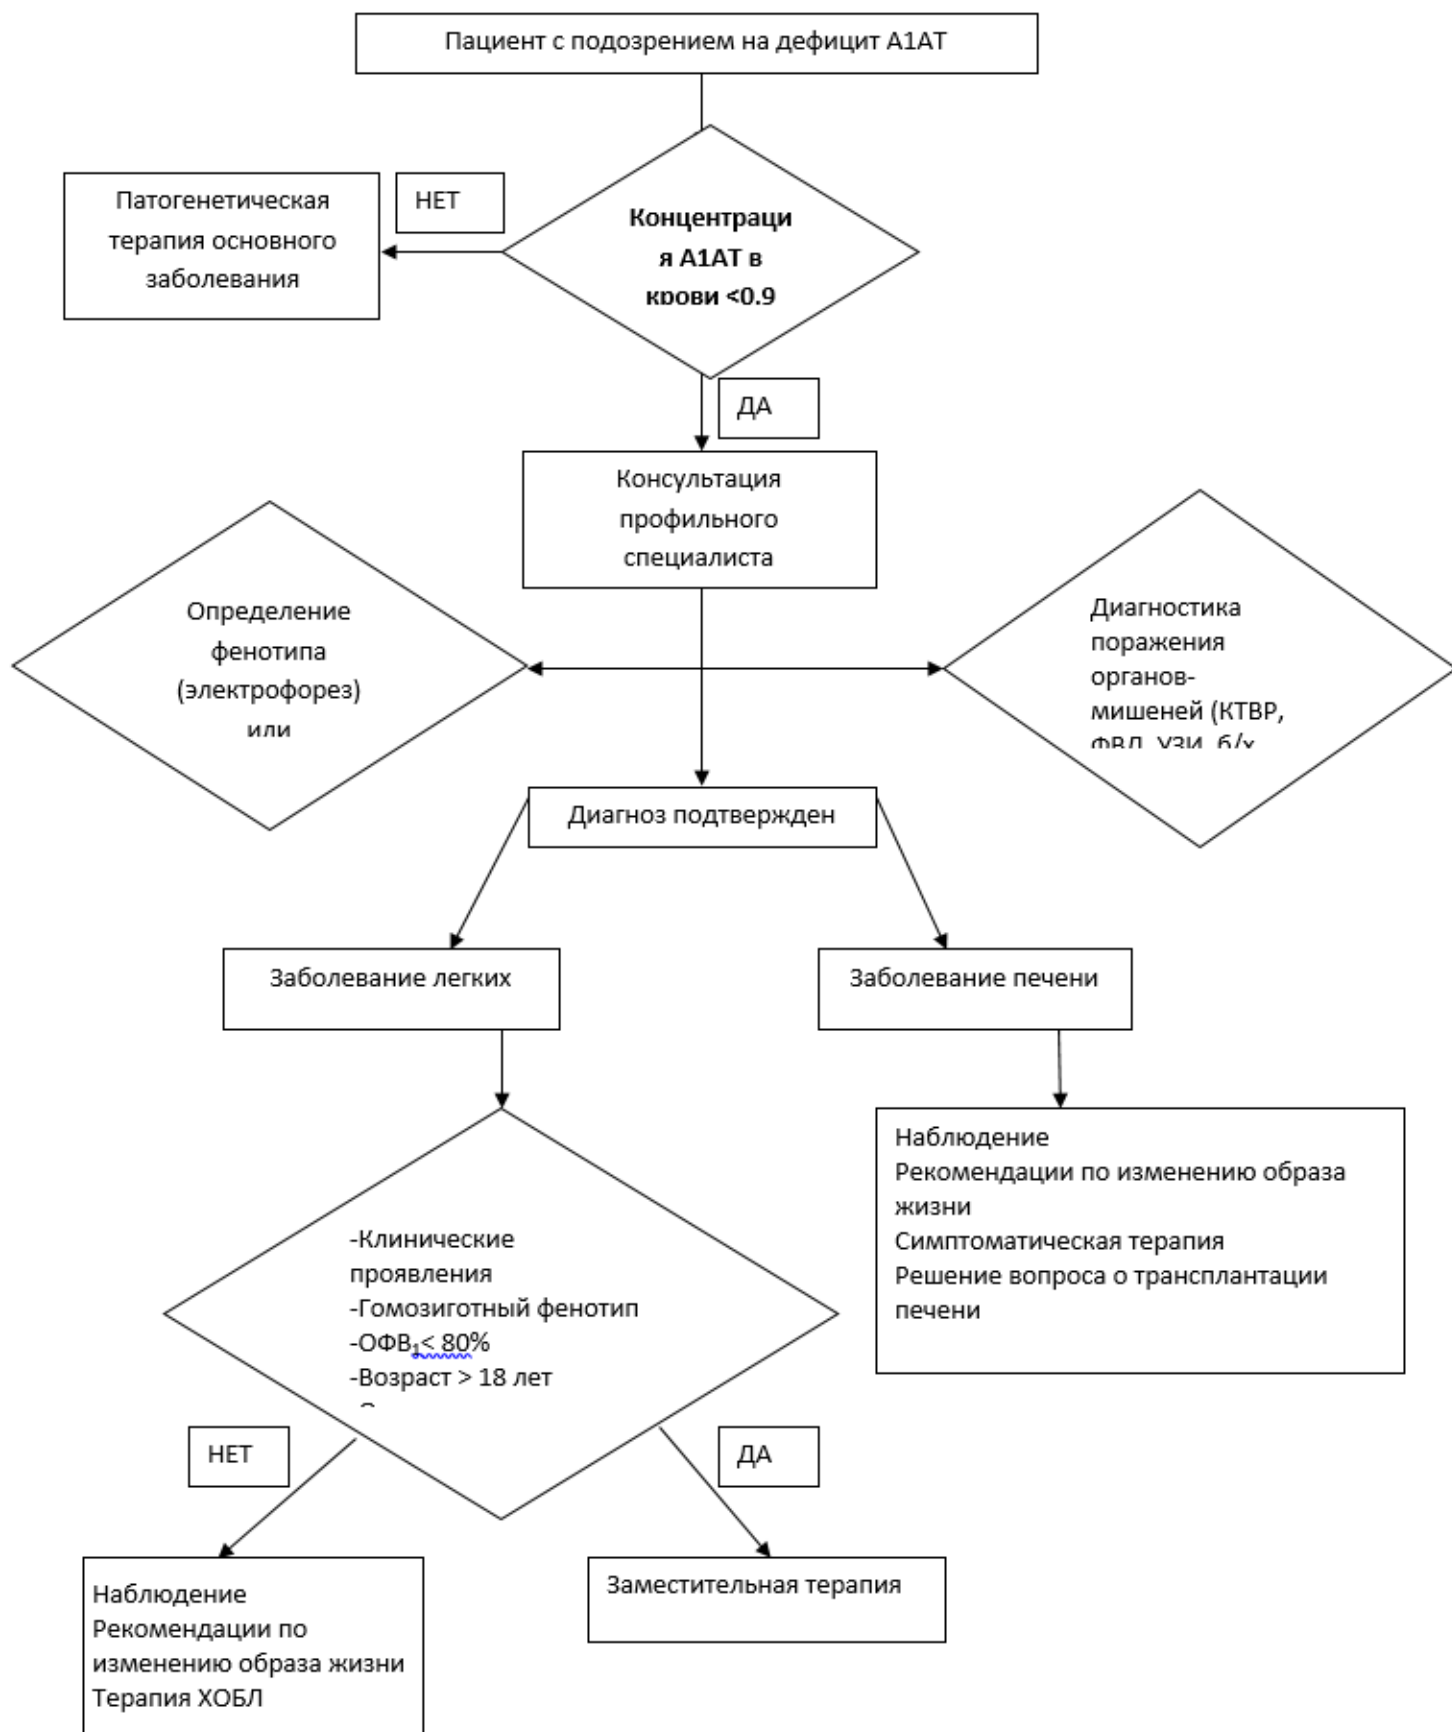 Пациент с подозрением на дефицит А1АТ
Патогенетическая
терапия основного
заболевания
НЕТ
Концентраци
я А1АТ в
крови <0.9
ДА
Консультация
профильного
специалиста
Определение
фенотипа
(электрофорез)
или
Диагностика
поражения
органов-
мишеней (КТВР,
ФВД, УЗИ, б/х
Диагноз подтвержден
Заболевание легких
Заболевание печени
Наблюдение
Рекомендации по изменению образа
жизни
Симптоматическая терапия
Решение вопроса о трансплантации
печени
-Клинические
проявления
-Гомозиготный фенотип
-ОФВ₁< 80%
-Возраст > 18 лет
НЕТ
ДА
Наблюдение
Рекомендации по
изменению образа жизни
Терапия ХОБЛ
Заместительная терапия